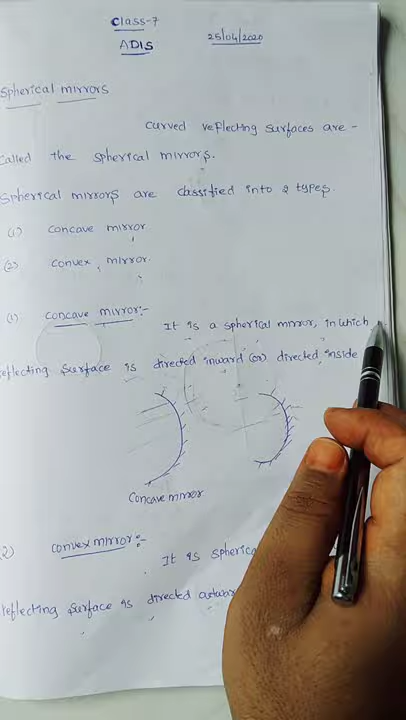 Class-7
ADIS 25/04/2020
Spherical mirrors
curved reflecting surfaces are -
called the spherical mirrors.
Spherical mirrors are classified into 2 types.
(1) concave mirror
(2) convex mirror.
(1) concave mirror:-
It is a spherical mirror, in which
reflecting surface is directed inward (or) directed inside
Concave mirror
2) convex mirror:-
It is spherica
reflecting surface is directed